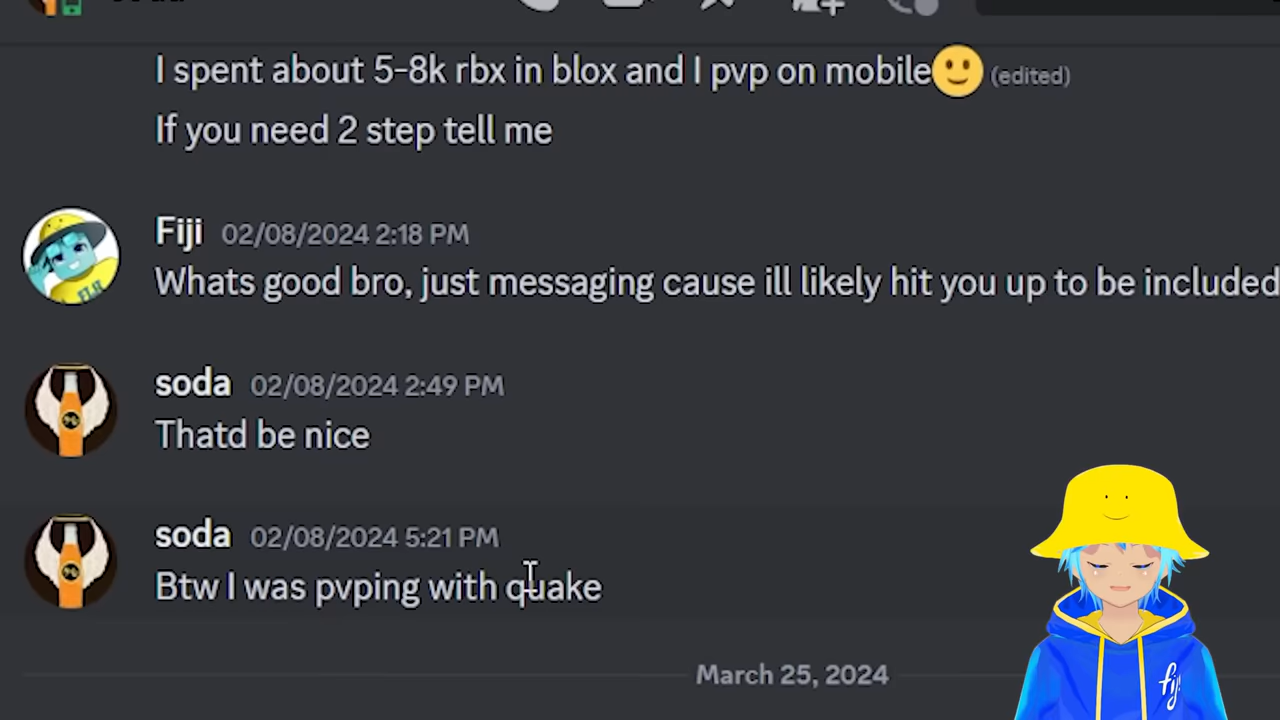 I spent about 5-8k rbx in blox and I pvp on mobile🙂 (edited)
If you need 2 step tell me
Fiji 02/08/2024 2:18 PM
Whats good bro, just messaging cause ill likely hit you up to be included
soda 02/08/2024 2:49 PM
Thatd be nice
soda 02/08/2024 5:21 PM
Btw I was pvping with quake
March 25, 2024
fiji